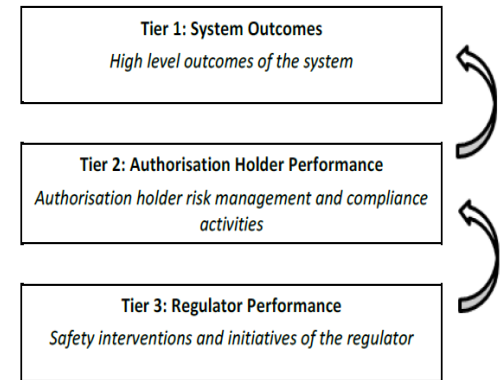 Tier 1: System Outcomes
High level outcomes of the system
Tier 2: Authorisation Holder Performance
Authorisation holder risk management and compliance
activities
Tier 3: Regulator Performance
Safety interventions and initiatives of the regulator